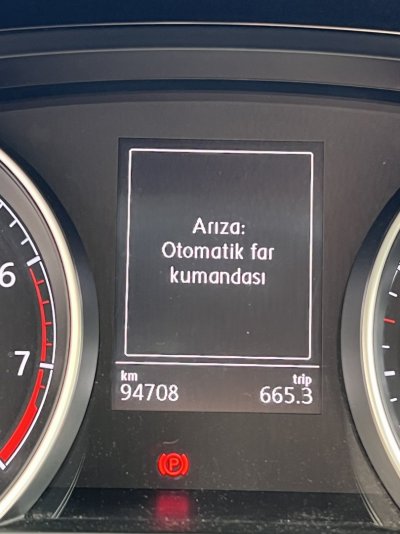 Arıza:
Otomatik far
kumandası
km trip
94708 665.3
6
7
P